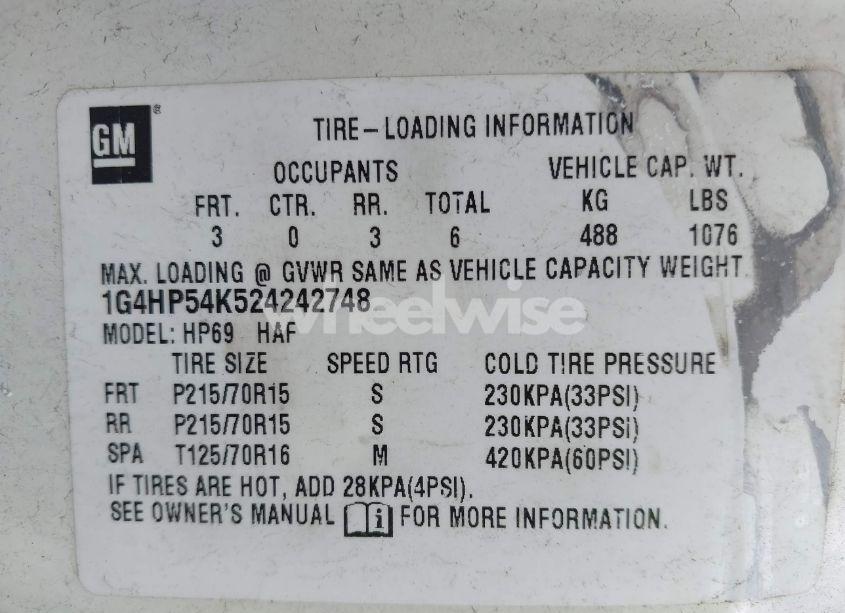 GM ®
TIRE-LOADING INFORMATION
OCCUPANTS VEHICLE CAP. WT.
FRT. CTR. RR. TOTAL KG LBS
3 0 3 6 488 1076
MAX. LOADING @ GVWR SAME AS VEHICLE CAPACITY WEIGHT.
1G4HP54K524242748
wheelwise
MODEL: HP69 HAF
TIRE SIZE SPEED RTG COLD TIRE PRESSURE
FRT P215/70R15 S 230KPA(33PSI)
RR P215/70R15 S 230KPA(33PSI)
SPA T125/70R16 M 420KPA(60PSI)
IF TIRES ARE HOT, ADD 28KPA(4PSI).
SEE OWNER'S MANUAL i FOR MORE INFORMATION.